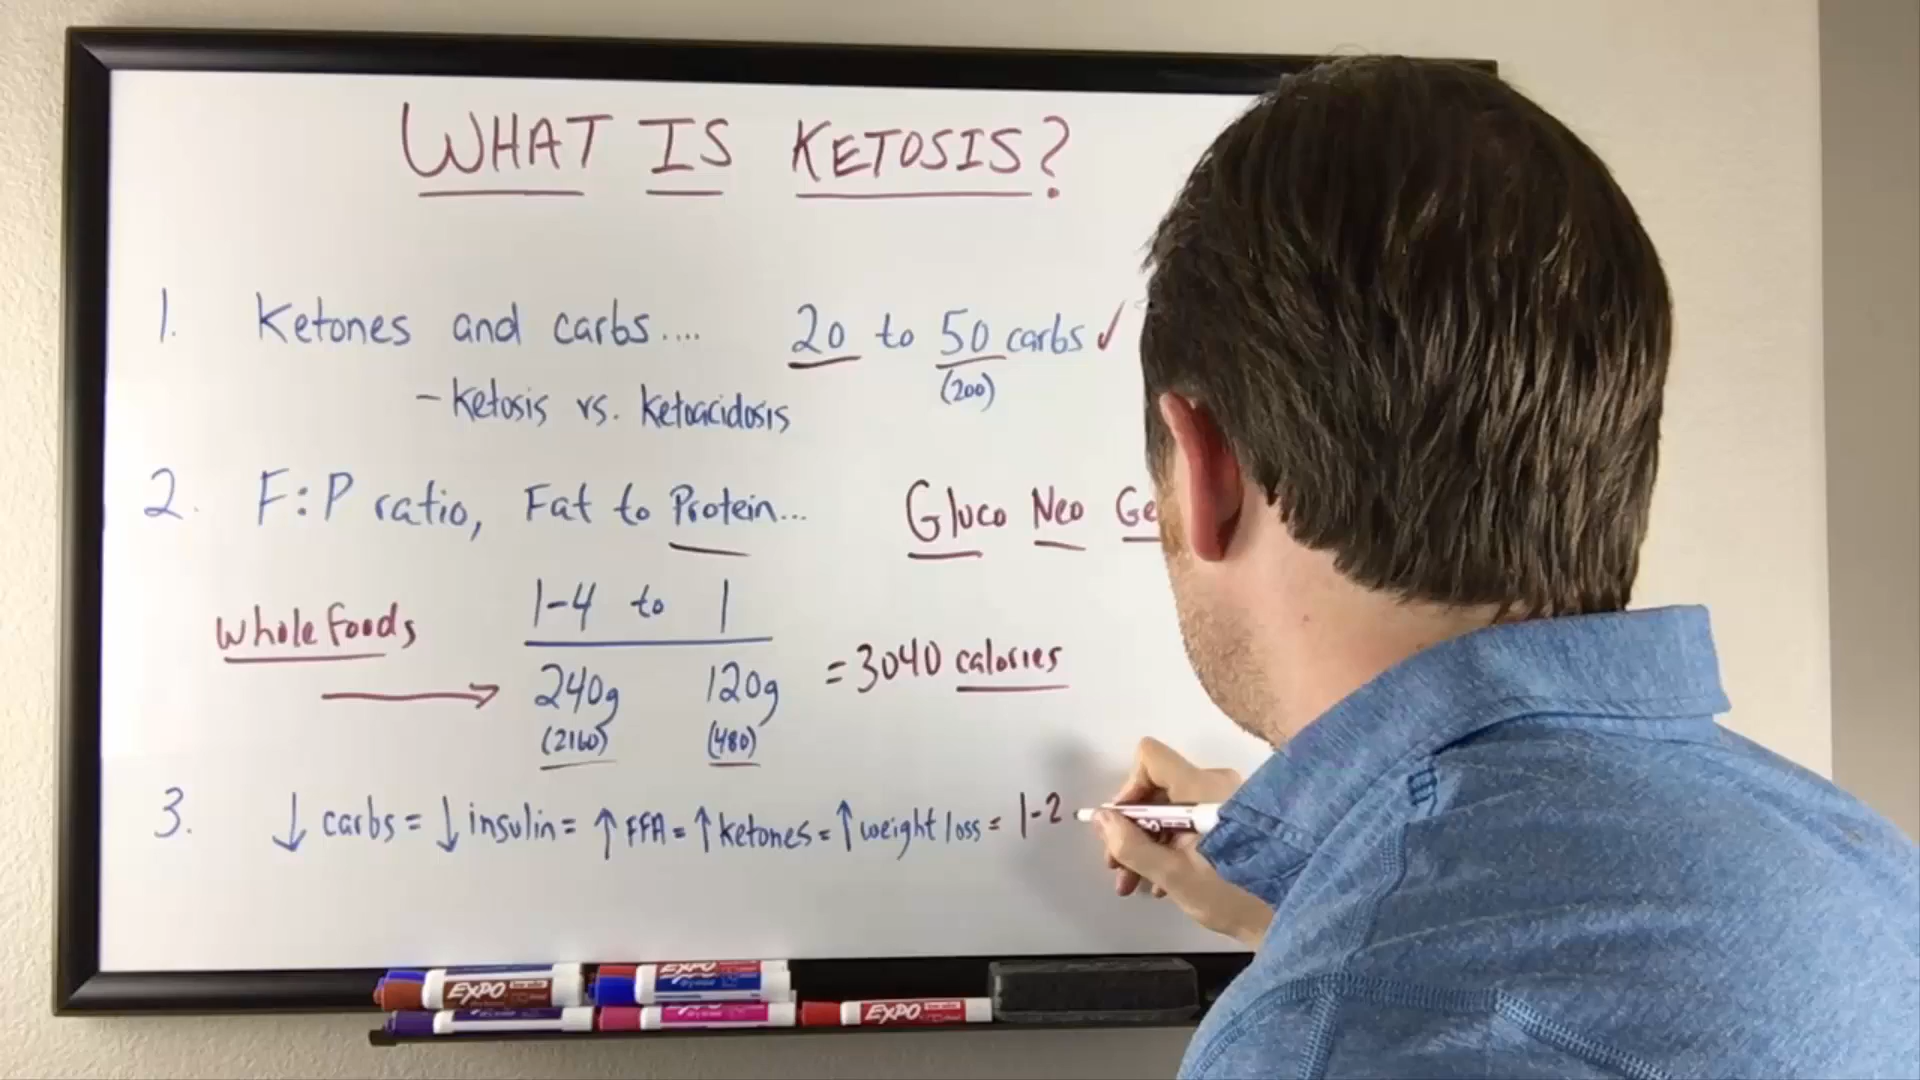 WHAT IS KETOSIS?
1. Ketones and carbs.... 20 to 50 carbs ✓
(200)
- Ketosis vs. Ketoacidosis
2. F:P ratio, Fat to Protein... Gluco Neo Ge
1-4 to 1
Whole Foods
= 3040 calories
→ 240g 120g
(2160) (480)
3. ↓ carbs = ↓ insulin = ↑ FFA = ↑ ketones = ↑ weight loss = 1-2
EXPO EXPO
EXPO